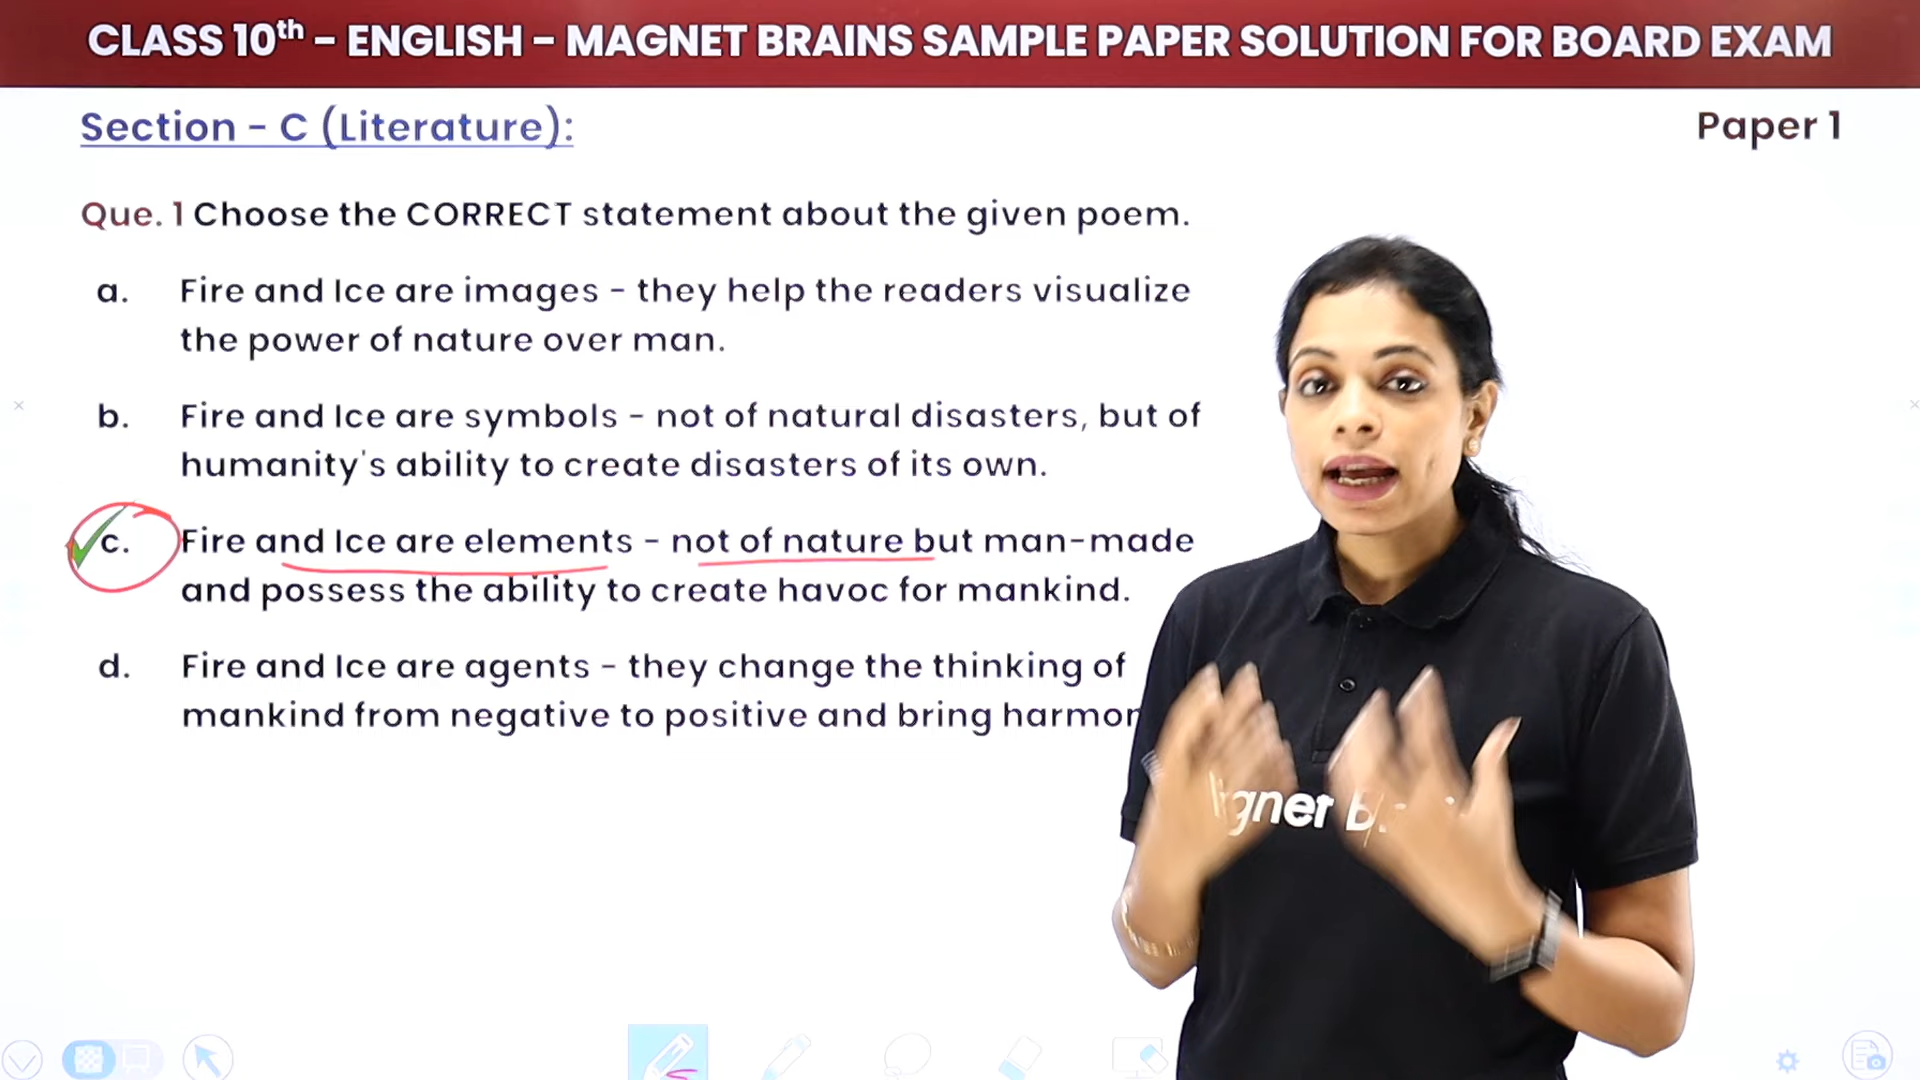 CLASS 10th - ENGLISH - MAGNET BRAINS SAMPLE PAPER SOLUTION FOR BOARD EXAM
Section - C (Literature):
Paper 1
Que. 1 Choose the CORRECT statement about the given poem.
a. Fire and Ice are images - they help the readers visualize
the power of nature over man.
b. Fire and Ice are symbols - not of natural disasters, but of
humanity's ability to create disasters of its own.
c. Fire and Ice are elements - not of nature but man-made
and possess the ability to create havoc for mankind.
d. Fire and Ice are agents - they change the thinking of
mankind from negative to positive and bring harmon
gnet